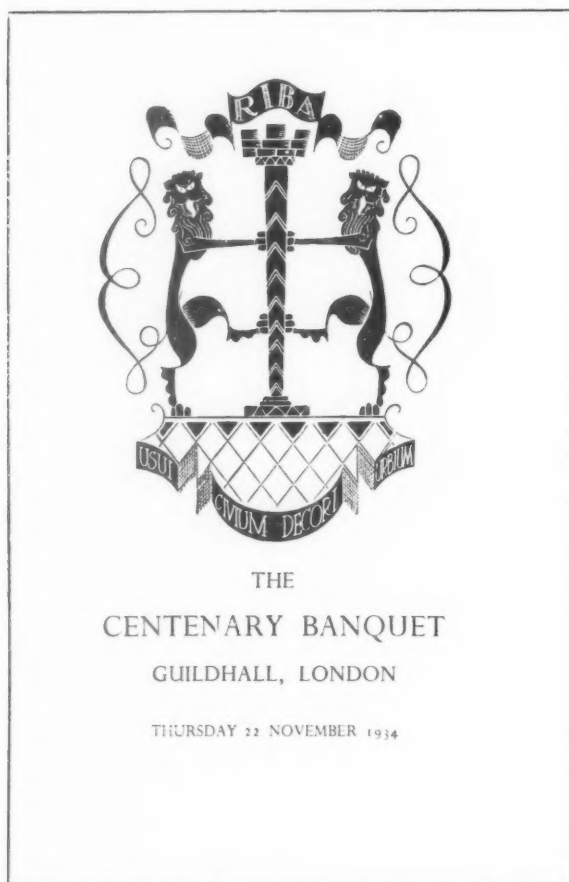 RIBA
USUI
CIVIUM DECORI
URBIUM
THE
CENTENARY BANQUET
GUILDHALL, LONDON
THURSDAY 22 NOVEMBER 1934